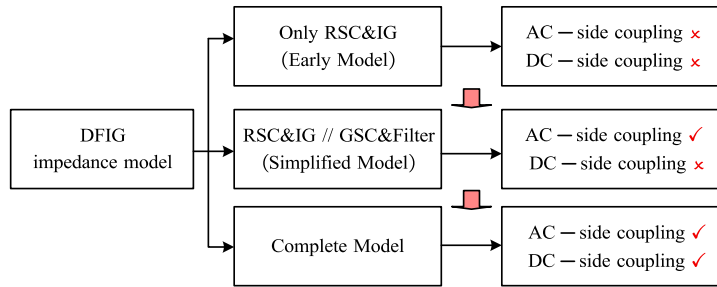 Only RSC&IG
(Early Model)
AC – side coupling ×
DC – side coupling ×
DFIG
impedance model
RSC&IG // GSC&Filter
(Simplified Model)
AC – side coupling ✓
DC – side coupling ×
Complete Model
AC – side coupling ✓
DC – side coupling ✓